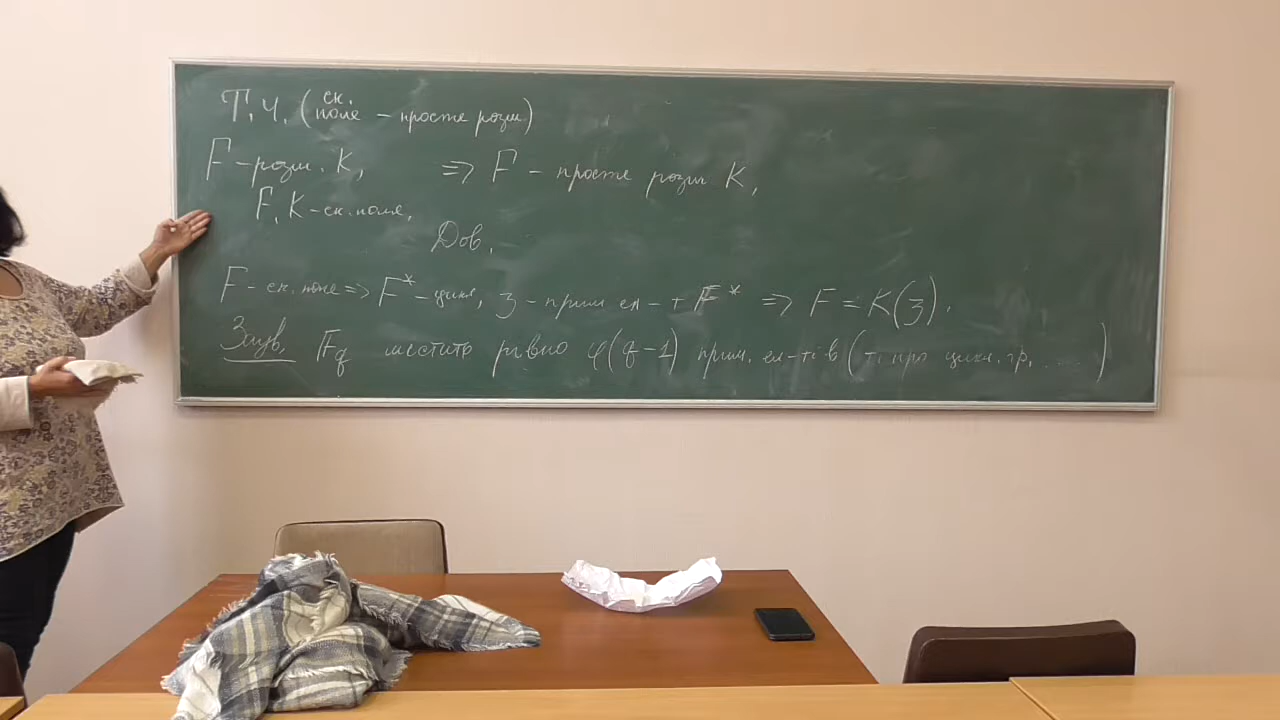 Т.Ч. (ск. поле – просте розш)
F – розш. K, ⇒ F – просте розш K,
F, K – ск. поля,
Дов.
F – ск. поле ⇒ F* – цикл, ӡ – прим ел – т F* ⇒ F = K(ӡ).
Заув. 𝔽q містить рівно φ(q-1) прим. ел-тів (т. про цикл. гр. ....)